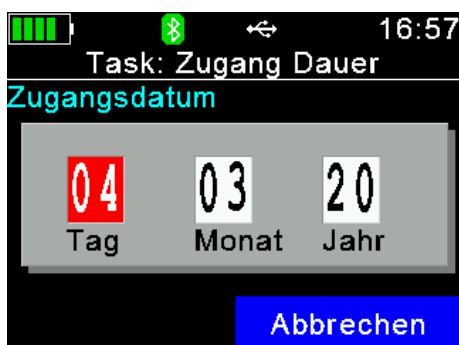 16:57
Task: Zugang Dauer
Zugangsdatum
04 03 20
Tag Monat Jahr
Abbrechen